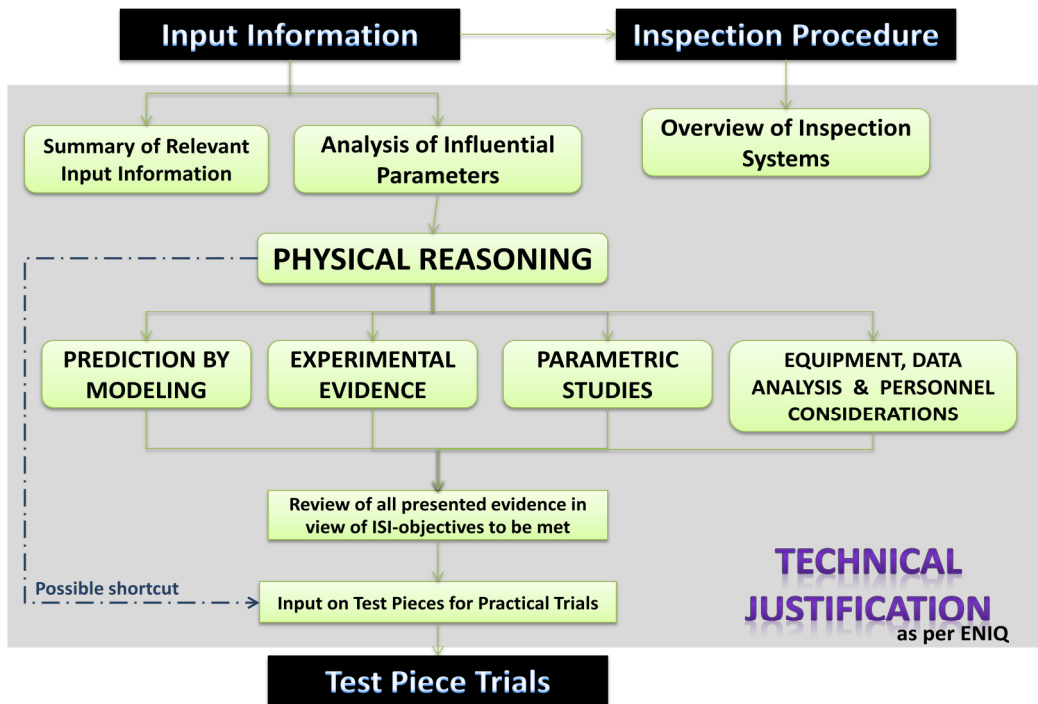 Input Information
Inspection Procedure
Summary of Relevant
Input Information
Analysis of Influential
Parameters
Overview of Inspection
Systems
PHYSICAL REASONING
PREDICTION BY
MODELING
EXPERIMENTAL
EVIDENCE
PARAMETRIC
STUDIES
EQUIPMENT, DATA
ANALYSIS & PERSONNEL
CONSIDERATIONS
Review of all presented evidence in
view of ISI-objectives to be met
Possible shortcut
Input on Test Pieces for Practical Trials
TECHNICAL
JUSTIFICATION
as per ENIQ
Test Piece Trials